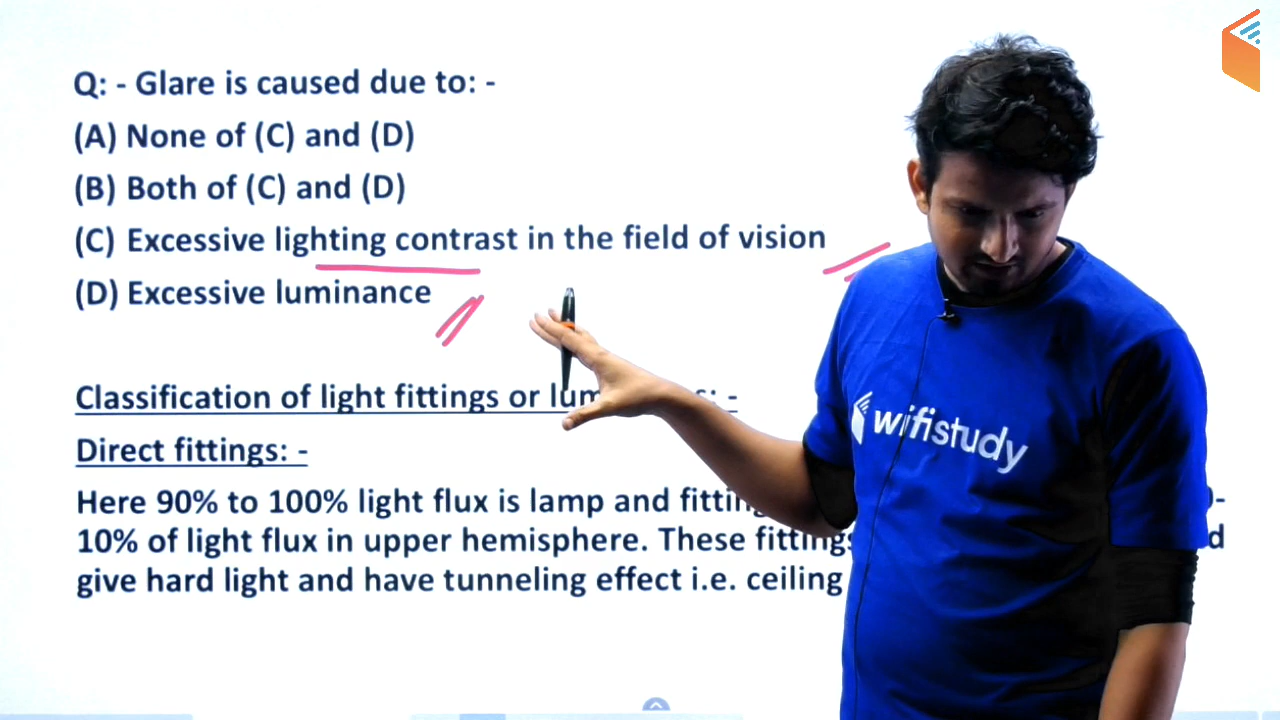 Q: - Glare is caused due to: -
(A) None of (C) and (D)
(B) Both of (C) and (D)
(C) Excessive lighting contrast in the field of vision
(D) Excessive luminance
Classification of light fittings or : -
Direct fittings: -
Here 90% to 100% light flux is lamp and
10% of light flux in upper hemisphere. These fittings
give hard light and have tunneling effect i.e. ceiling
wifistudy